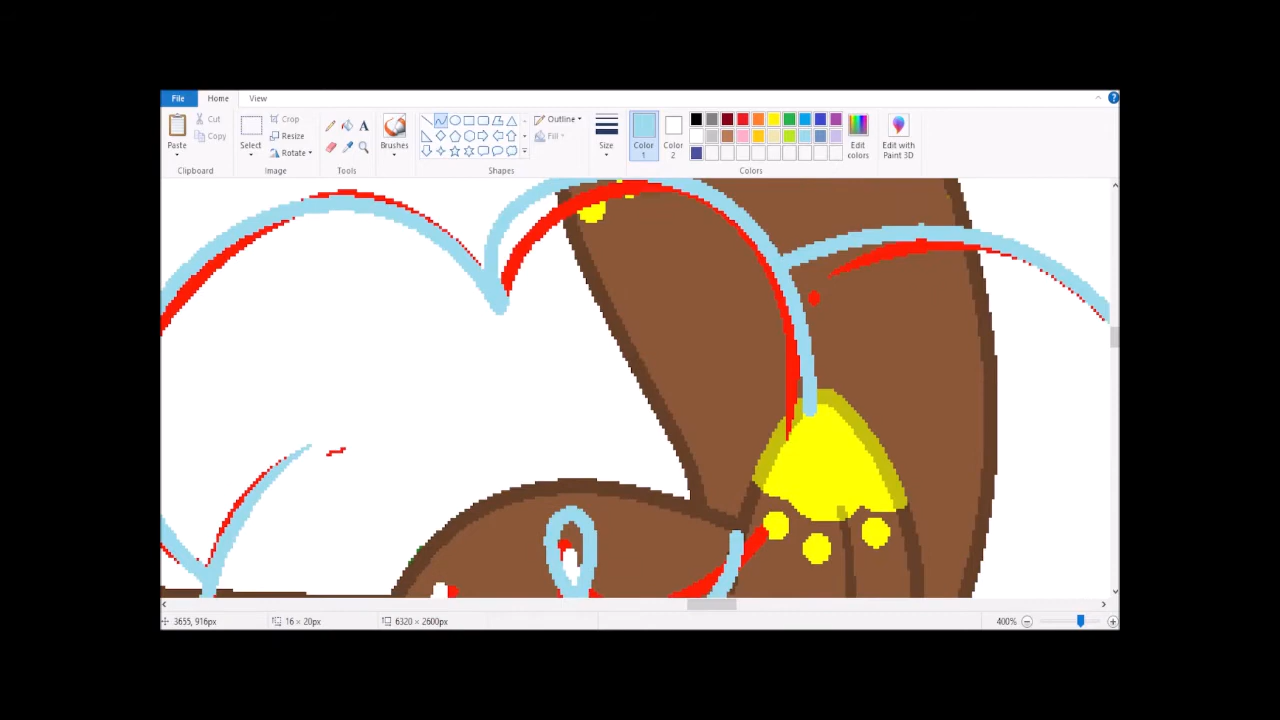 File Home View
Paste
Cut
Copy
Clipboard
Select
Crop
Resize
Rotate
Image
A
Tools
Brushes
Outline
Fill
Shapes
Size
Color 1
Color 2
Edit colors
Colors
Edit with Paint 3D
3655, 916px 16 × 20px 6320 × 2600px 400%